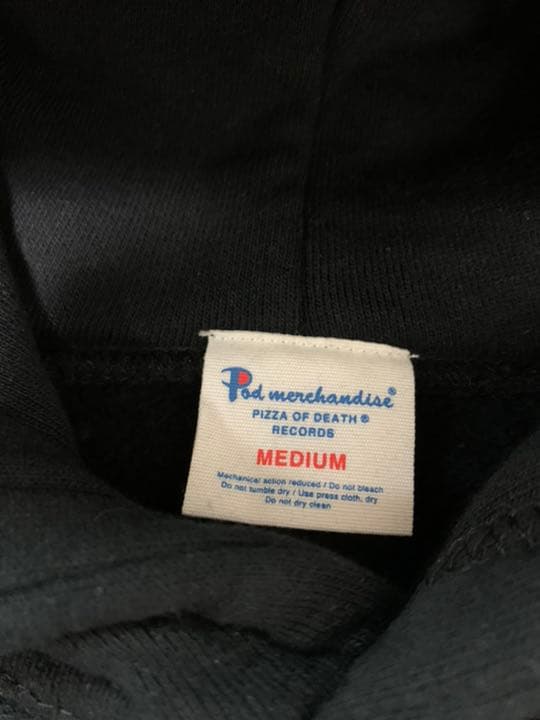 Pod merchandise®
PIZZA OF DEATH®
RECORDS
MEDIUM
Mechanical action reduced / Do not bleach
Do not tumble dry / Use press cloth, dry
Do not dry clean